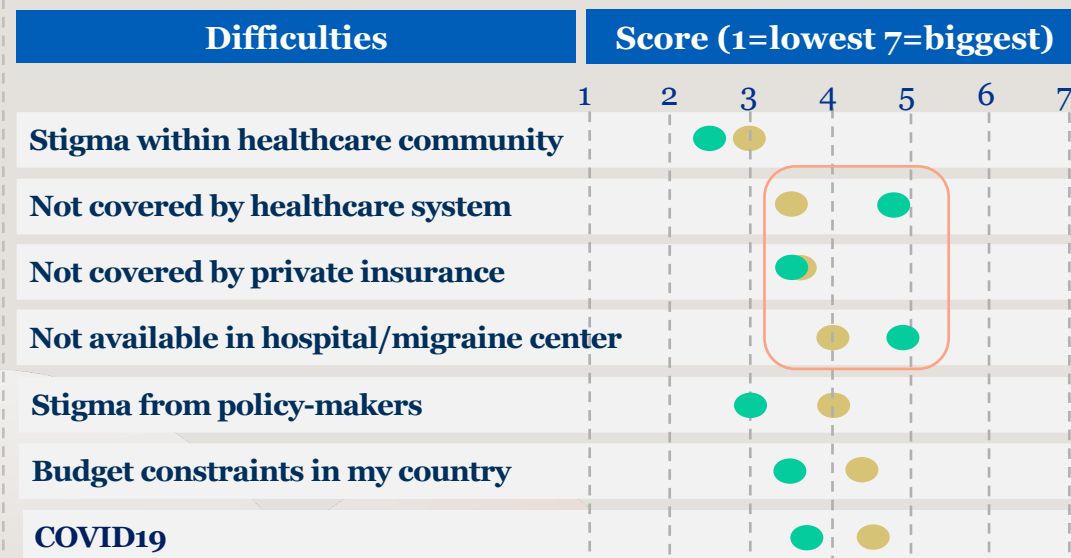 Difficulties
Score (1=lowest 7=biggest)
1 2 3 4 5 6 7
Stigma within healthcare community
Not covered by healthcare system
Not covered by private insurance
Not available in hospital/migraine center
Stigma from policy-makers
Budget constraints in my country
COVID19